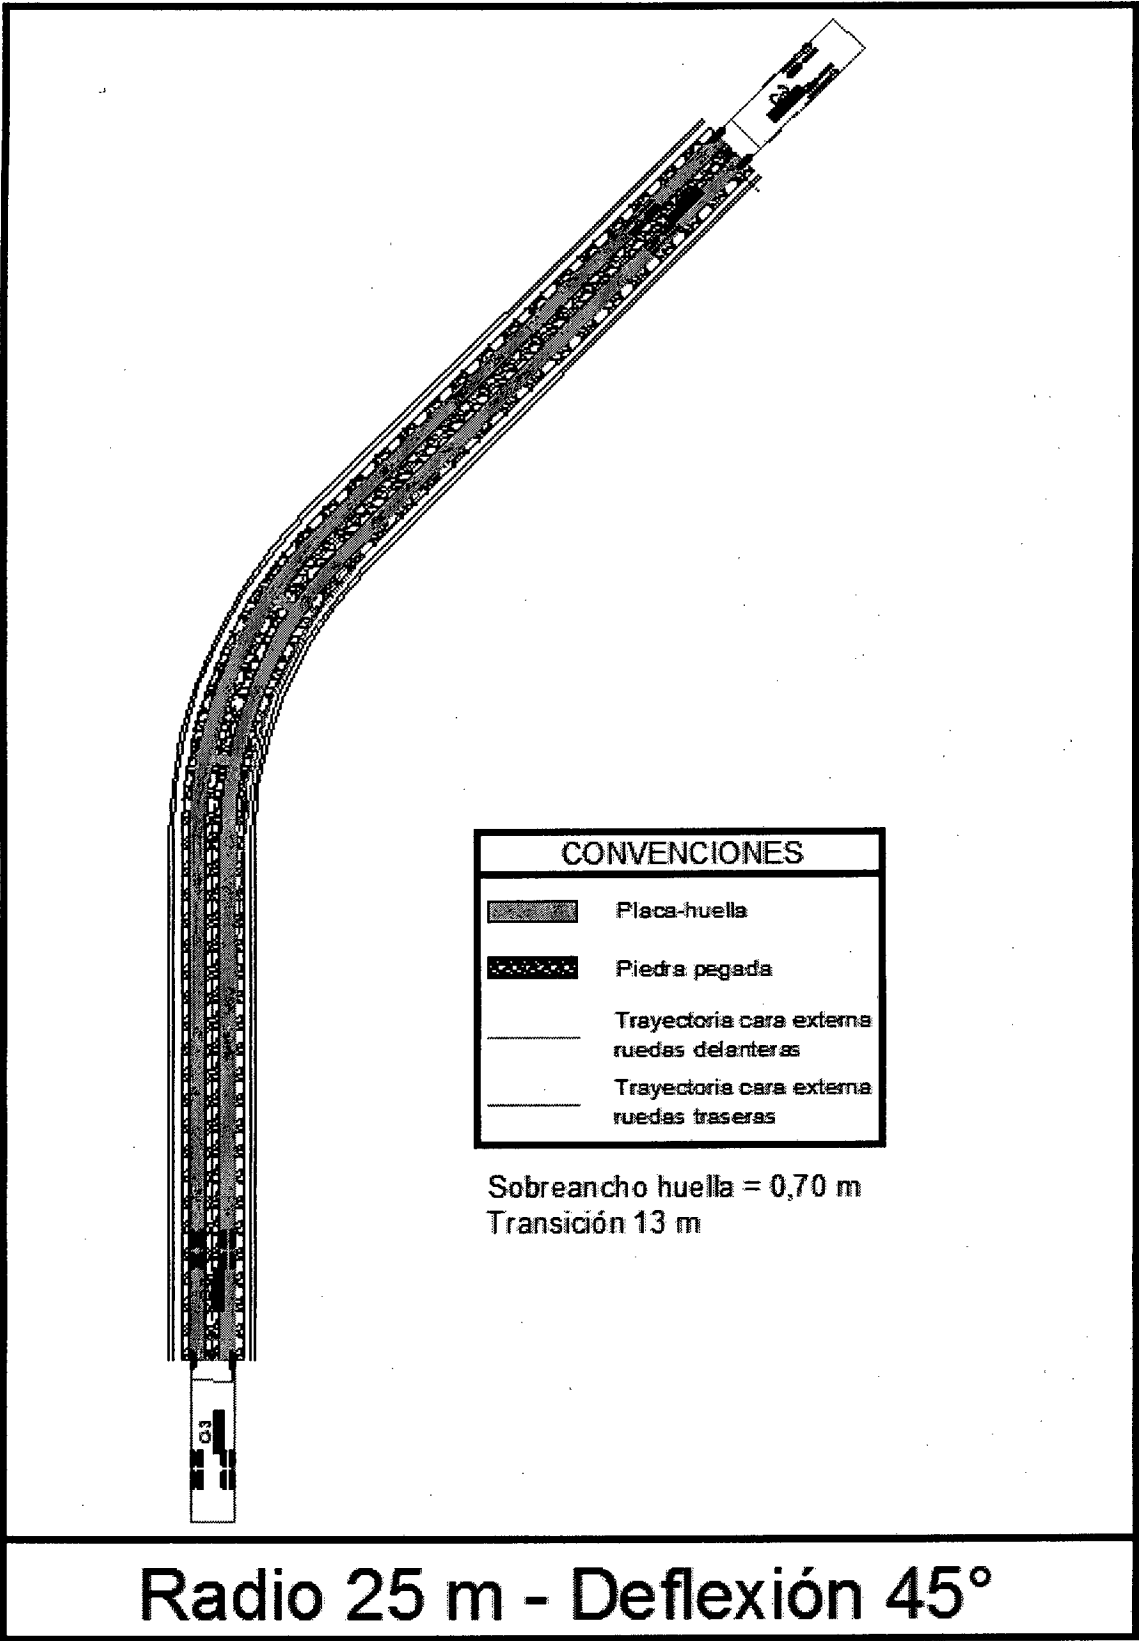 CONVENCIONES
Placa-huella
Piedra pegada
Trayectoria cara externa
ruedas delanteras
Trayectoria cara externa
ruedas traseras
Sobreancho huella = 0,70 m
Transición 13 m
Radio 25 m - Deflexión 45°